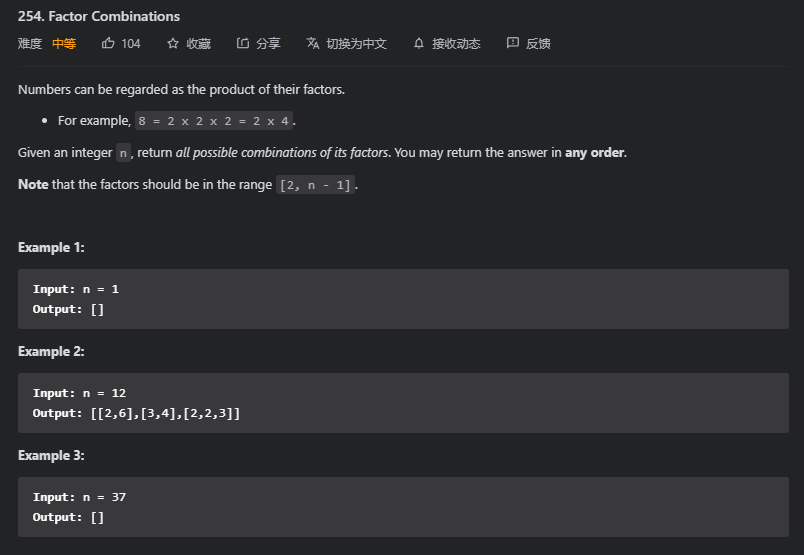 254. Factor Combinations
难度 中等 104 收藏 分享 切换为中文 接收动态 反馈
Numbers can be regarded as the product of their factors.
• For example, 8 = 2 x 2 x 2 = 2 x 4.
Given an integer n, return all possible combinations of its factors. You may return the answer in any order.
Note that the factors should be in the range [2, n - 1].
Example 1:
Input: n = 1
Output: []
Example 2:
Input: n = 12
Output: [[2,6],[3,4],[2,2,3]]
Example 3:
Input: n = 37
Output: []